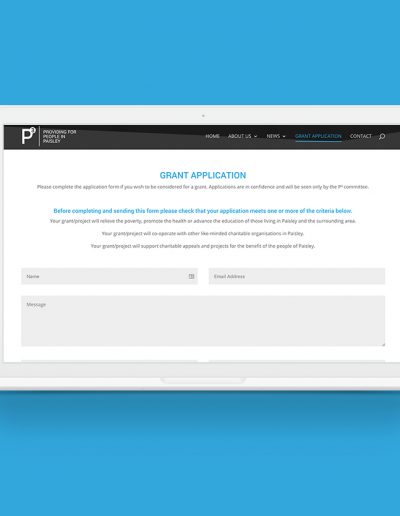 P3
PROVIDING FOR
PEOPLE IN
PAISLEY
HOME ABOUT US NEWS GRANT APPLICATION CONTACT
GRANT APPLICATION
Please complete the application form if you wish to be considered for a grant. Applications are in confidence and will be seen only by the P³ committee.
Before completing and sending this form please check that your application meets one or more of the criteria below.
Your grant/project will relieve the poverty, promote the health or advance the education of those living in Paisley and the surrounding area.
Your grant/project will co-operate with other like-minded charitable organisations in Paisley.
Your grant/project will support charitable appeals and projects for the benefit of the people of Paisley.
Name
Email Address
Message